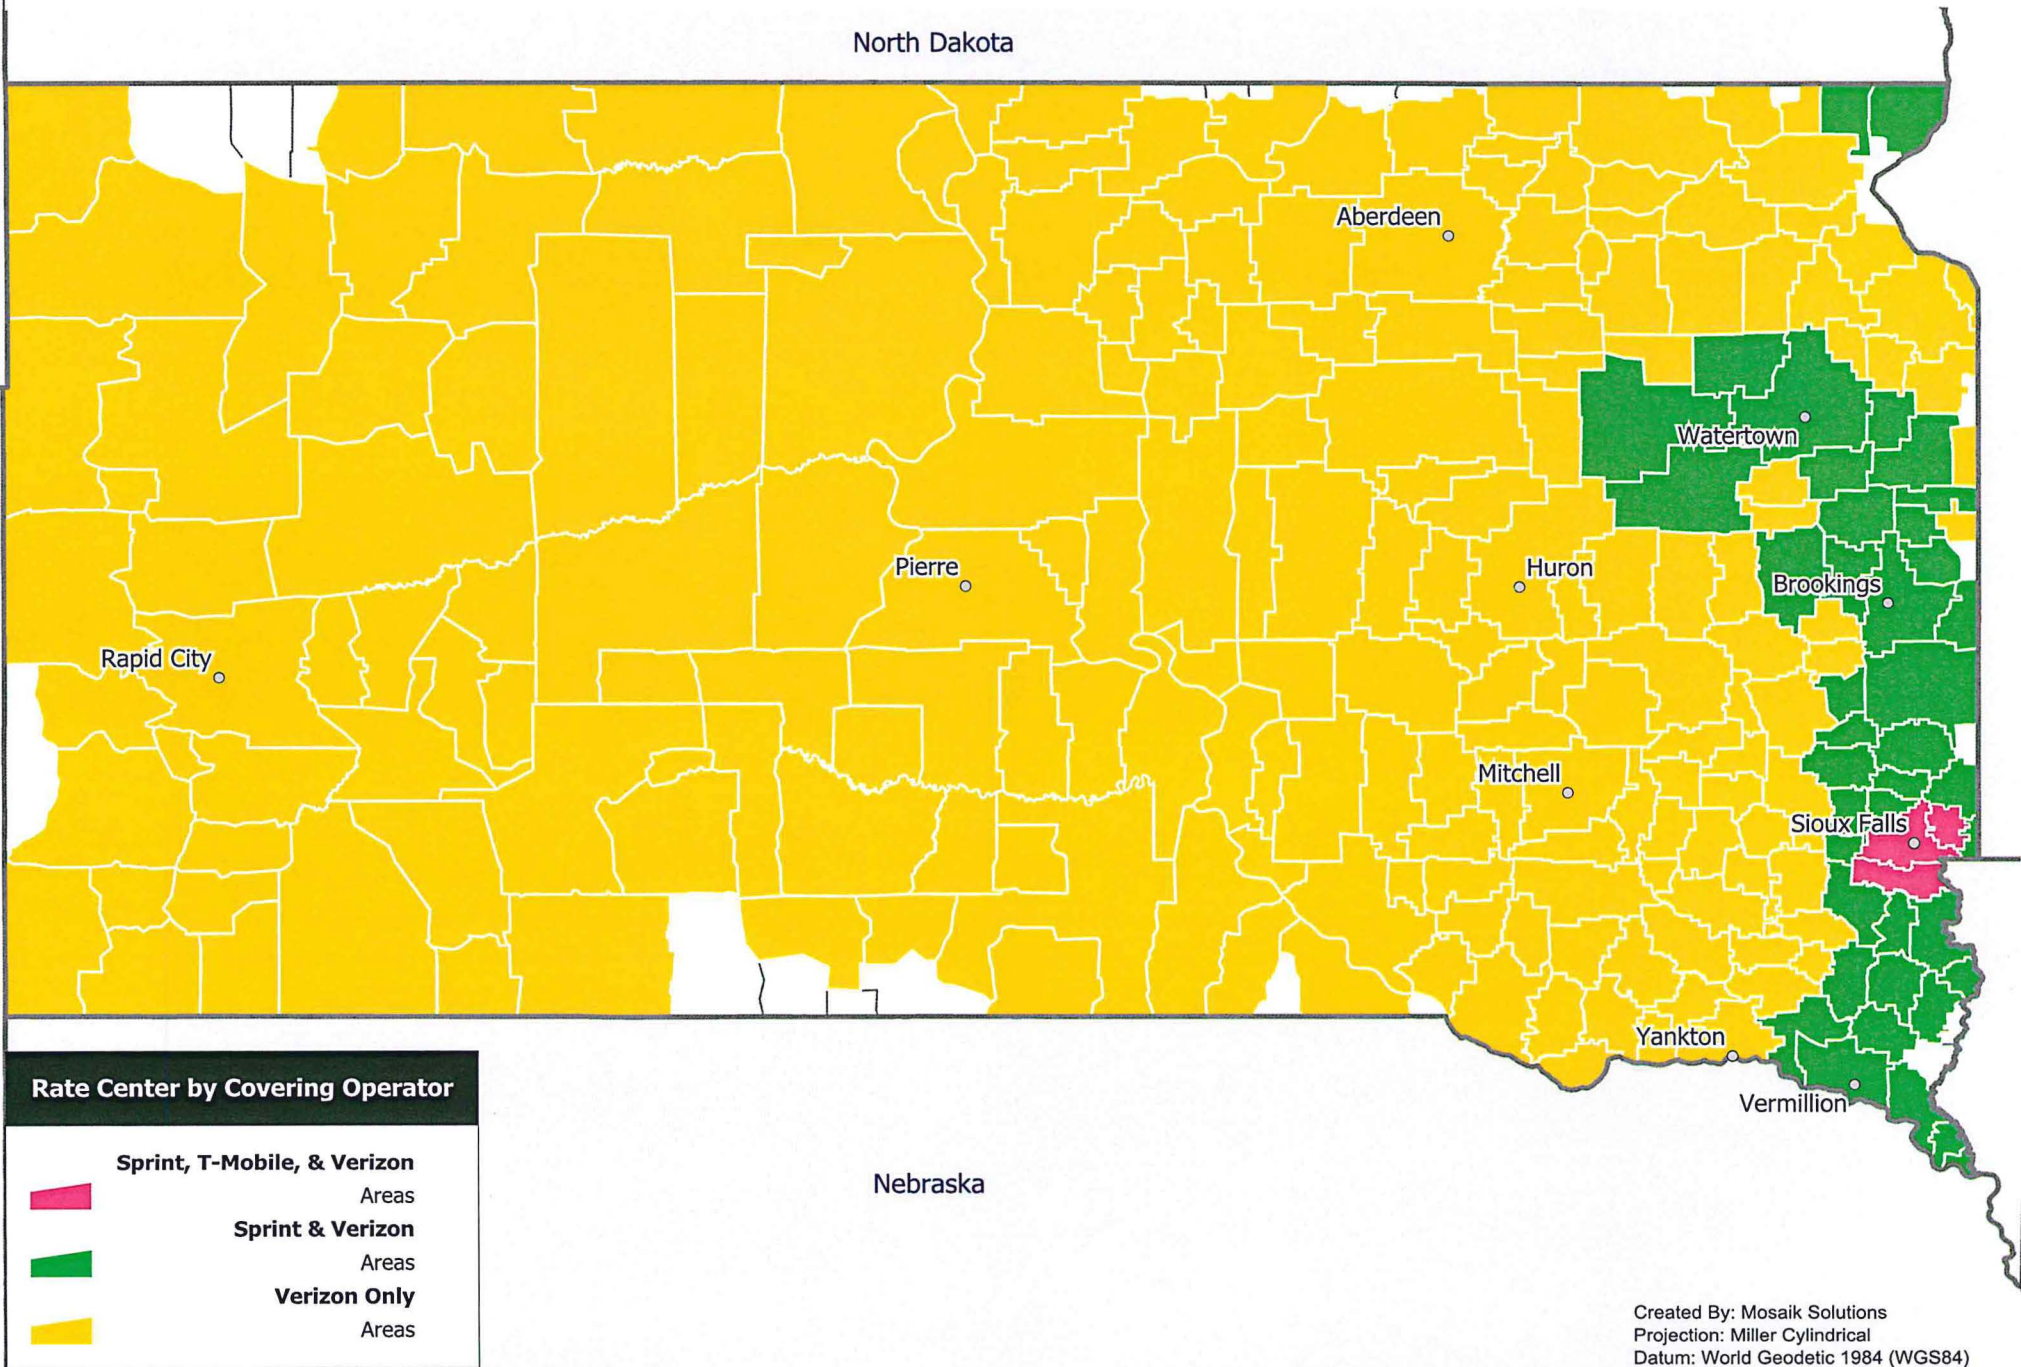 North Dakota
Aberdeen
Watertown
Pierre
Huron
Brookings
Rapid City
Mitchell
Sioux Falls
Yankton
Vermillion
Nebraska
Rate Center by Covering Operator
Sprint, T-Mobile, & Verizon
Areas
Sprint & Verizon
Areas
Verizon Only
Areas
Created By: Mosaik Solutions
Projection: Miller Cylindrical
Datum: World Geodetic 1984 (WGS84)